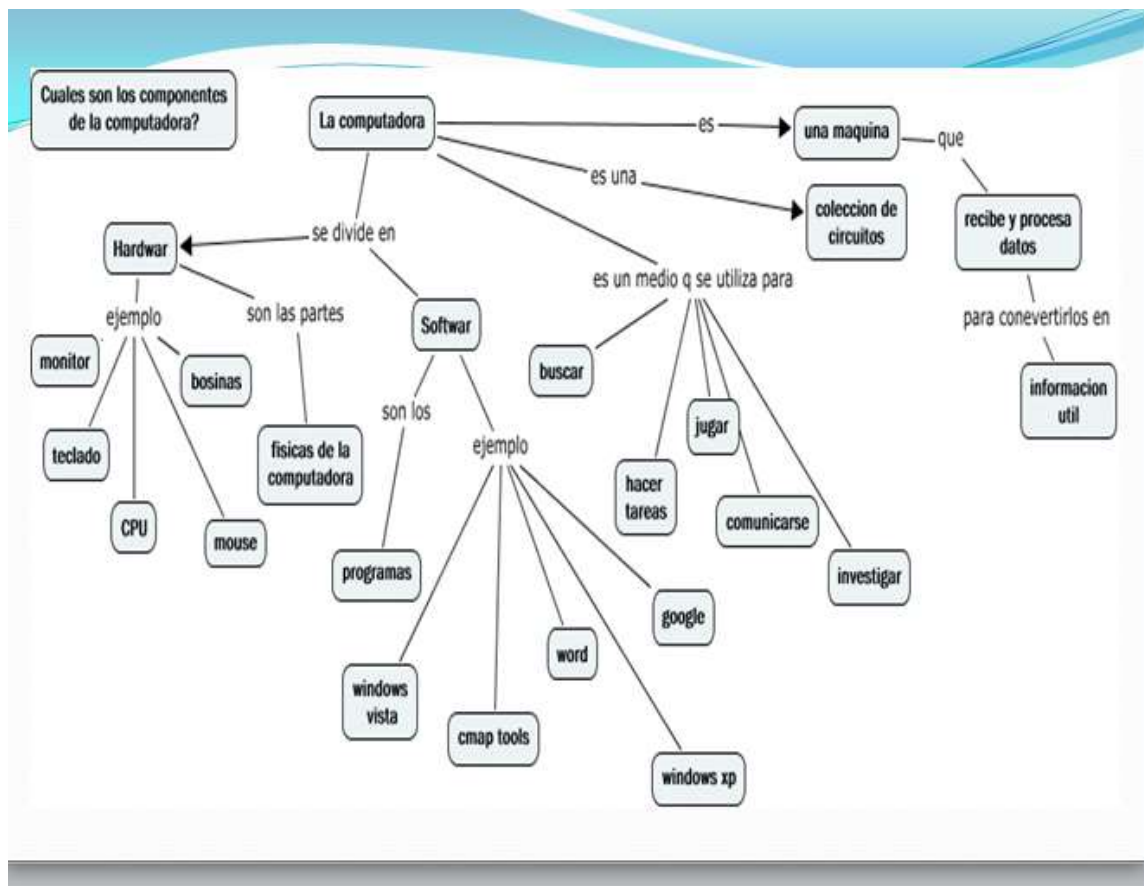 Cuales son los componentes
de la computadora?
La computadora
es
una maquina
que
es una
coleccion de
circuitos
recibe y procesa
datos
para conevertirlos en
informacion
util
se divide en
Hardwar
ejemplo
son las partes
monitor
bosinas
teclado
CPU
mouse
fisicas de la
computadora
Softwar
son los
programas
ejemplo
windows
vista
cmap tools
word
windows xp
google
es un medio q se utiliza para
buscar
hacer
tareas
jugar
comunicarse
investigar